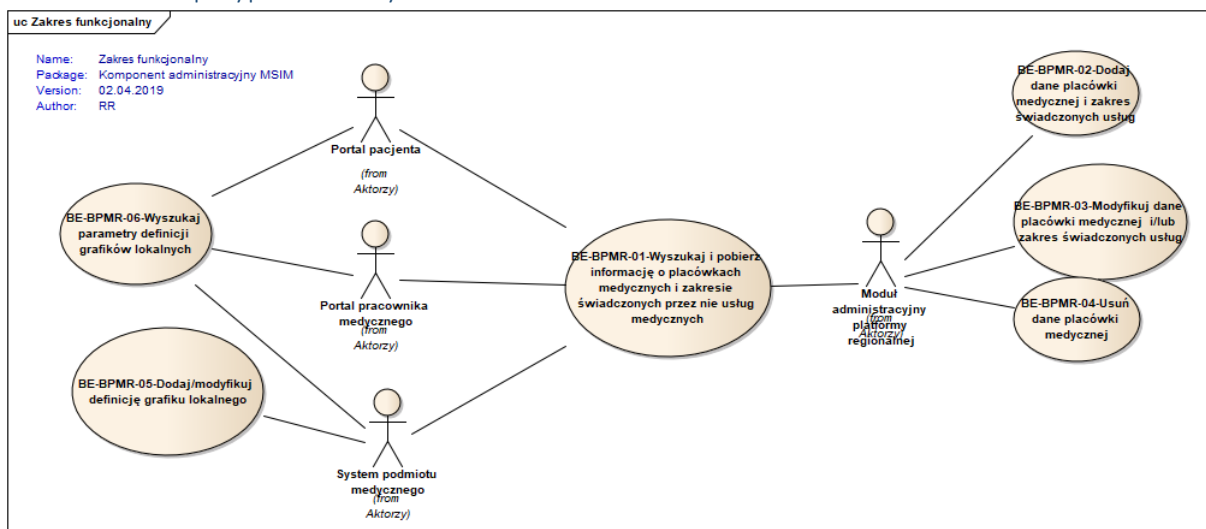 uc Zakres funkcjonalny
Name: Zakres funkcjonalny
Package: Komponent administracyjny MSIM
Version: 02.04.2019
Author: RR
Portal pacjenta
(from
Aktorzy)
BE-BPMR-06-Wyszukaj
parametry definicji
grafików lokalnych
Portal pracownika
medycznego
(from
Aktorzy)
BE-BPMR-05-Dodaj/modyfikuj
definicję grafiku lokalnego
System podmiotu
medycznego
(from
Aktorzy)
BE-BPMR-01-Wyszukaj i pobierz
informację o placówkach
medycznych i zakresie
świadczonych przez nie usług
medycznych
Moduł
administracyjny
platformy
regionalnej
(from
Aktorzy)
BE-BPMR-02-Dodaj
dane placówki
medycznej i zakres
świadczonych usług
BE-BPMR-03-Modyfikuj dane
placówki medycznej i/lub
zakres świadczonych usług
BE-BPMR-04-Usuń
dane placówki
medycznej